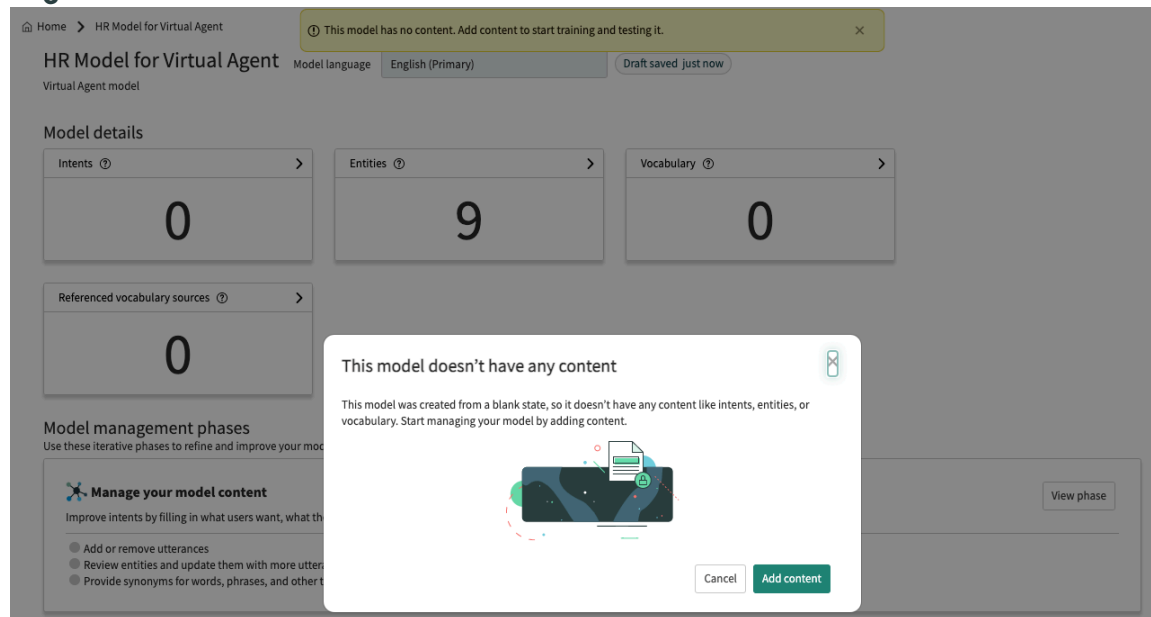 Home > HR Model for Virtual Agent
This model has no content. Add content to start training and testing it.
HR Model for Virtual Agent Model language English (Primary) Draft saved just now
Virtual Agent model
Model details
Intents
0
Entities
9
Vocabulary
0
Referenced vocabulary sources
0
This model doesn't have any content
This model was created from a blank state, so it doesn't have any content like intents, entities, or
vocabulary. Start managing your model by adding content.
Cancel
Add content
Model management phases
Use these iterative phases to refine and improve your
Manage your model content
View phase
Improve intents by filling in what users want, what
Add or remove utterances
Review entities and update them with more
Provide synonyms for words, phrases, and other